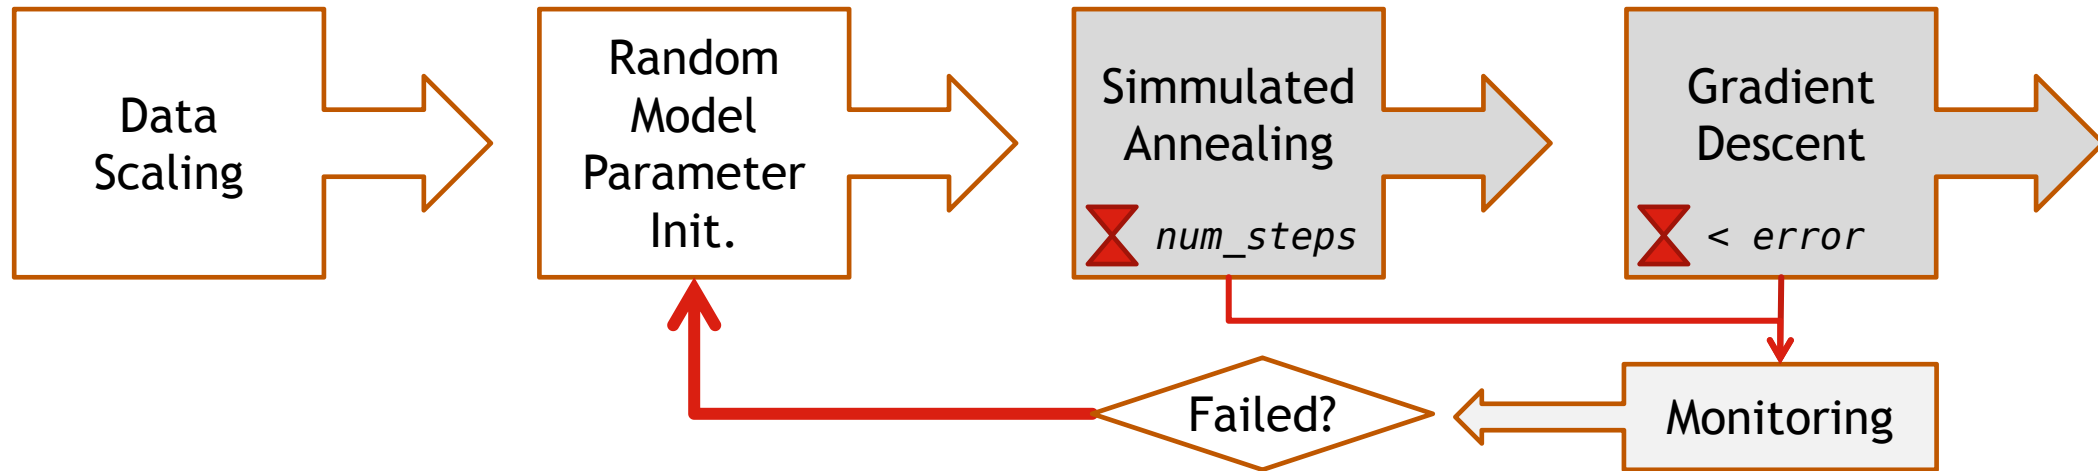 Data
Scaling
Random
Model
Parameter
Init.
Simmulated
Annealing
num_steps
Gradient
Descent
< error
Failed?
Monitoring